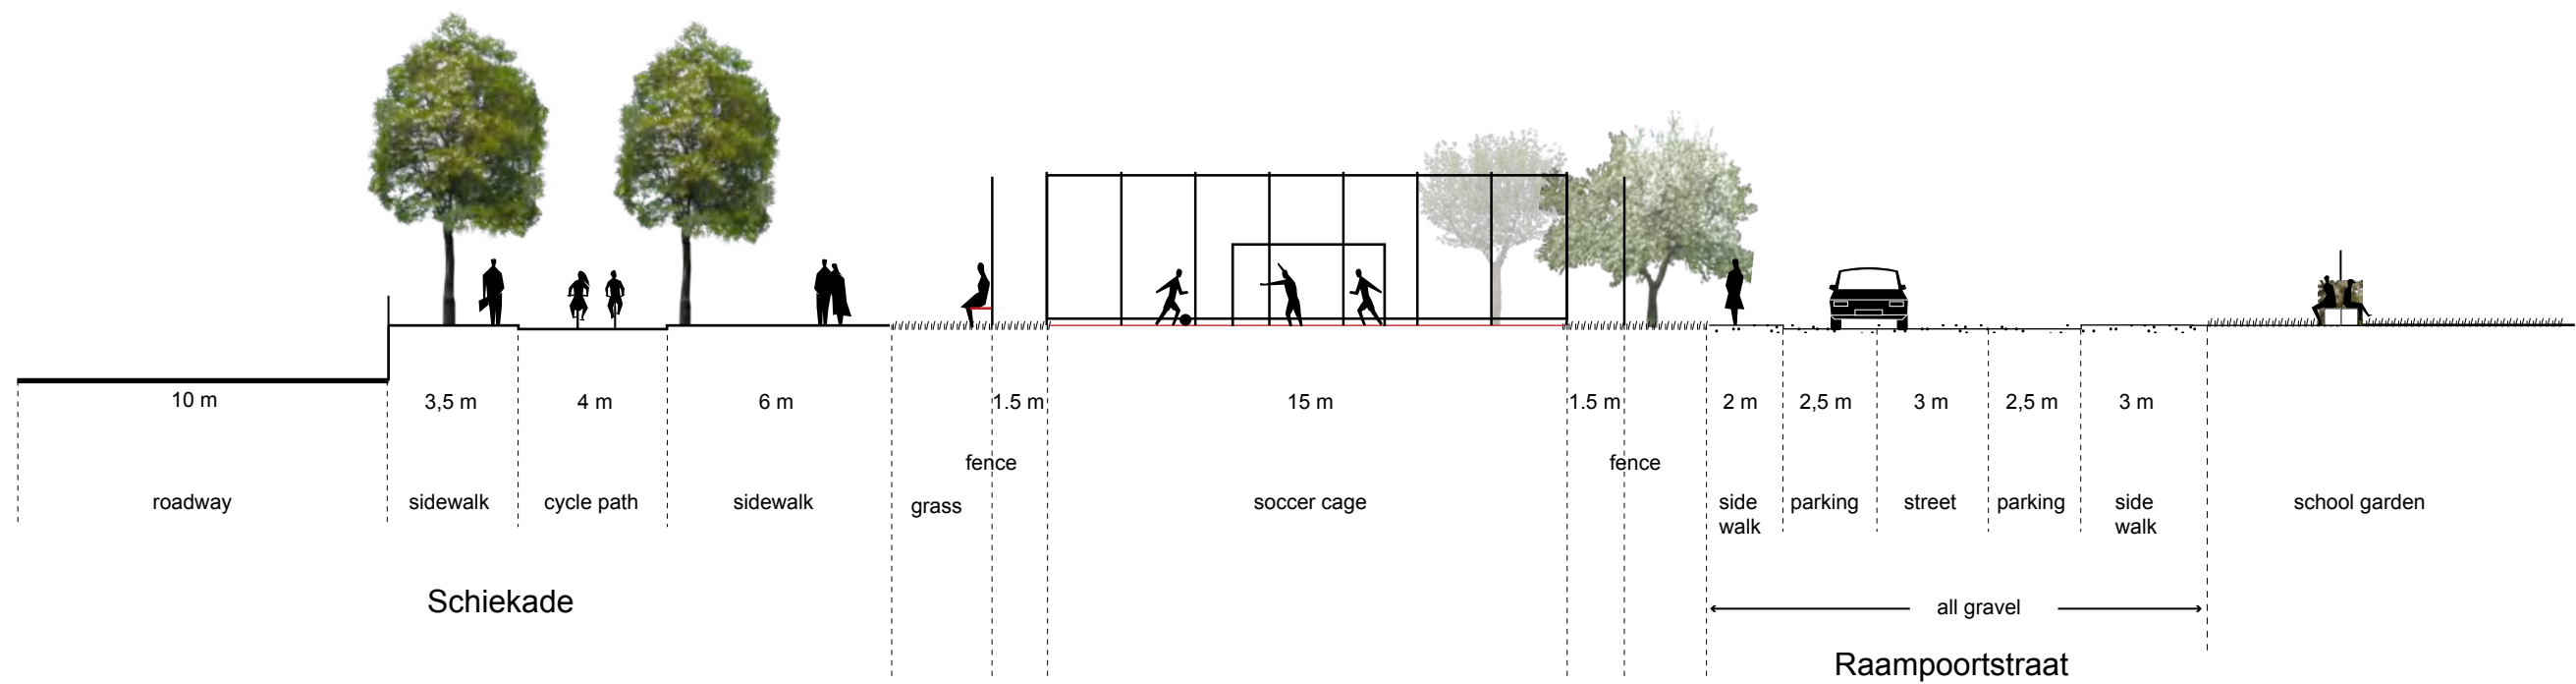 10 m
3,5 m
4 m
6 m
1.5 m
15 m
1.5 m
2 m
2,5 m
3 m
2,5 m
3 m
fence
fence
roadway
sidewalk
cycle path
sidewalk
grass
soccer cage
side
walk
parking
street
parking
side
walk
school garden
Schiekade
all gravel
Raampoortstraat